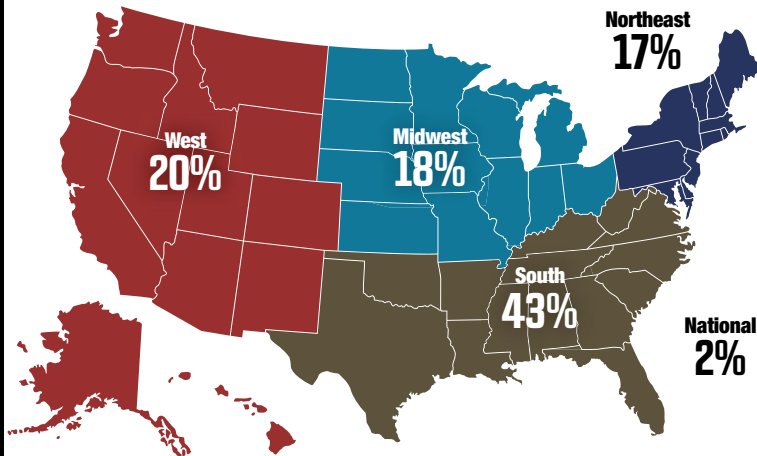 Northeast
17%
West
20%
Midwest
18%
South
43%
National
2%